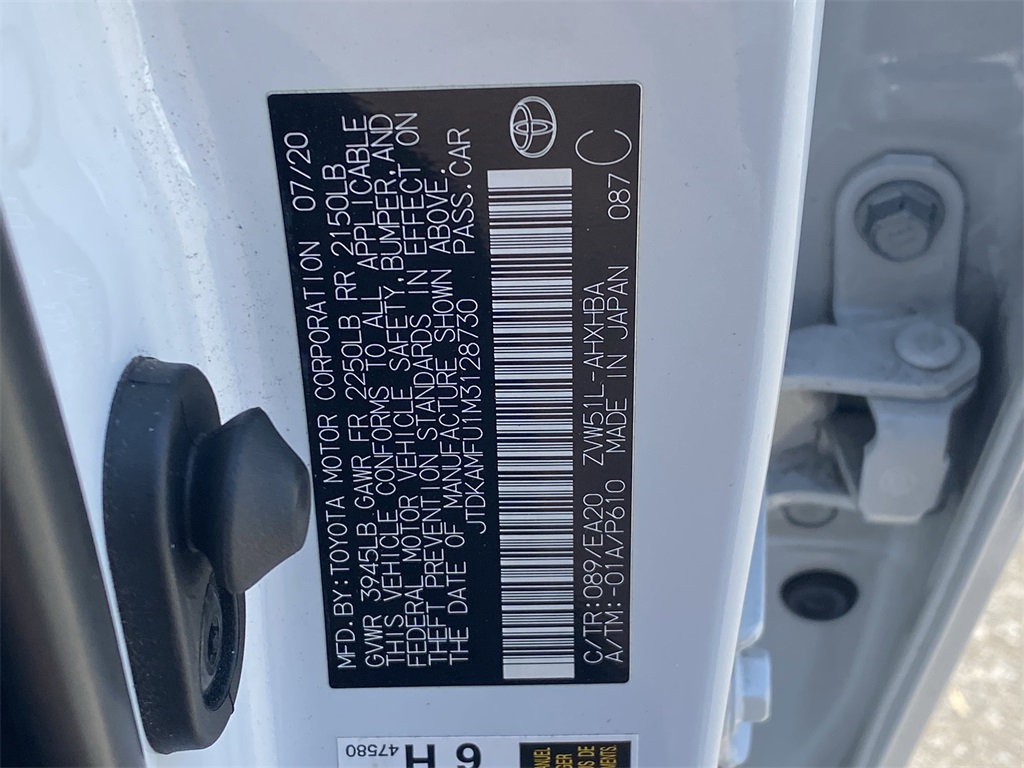 MFD.BY:TOYOTA MOTOR CORPORATION 07/20
GVWR 3945LB GAWR FR 2250LB RR 2150LB
THIS VEHICLE CONFORMS TO ALL APPLICABLE
FEDERAL MOTOR VEHICLE SAFETY, BUMPER, AND
THEFT PREVENTION STANDARDS IN EFFECT ON
THE DATE OF MANUFACTURE SHOWN ABOVE.
JTDKAMFU1M3128730 PASS.CAR
C/TR:089/EA20 ZVW51L-AHXHBA 087 C
A/TM:-01A/P610 MADE IN JAPAN
47580
H